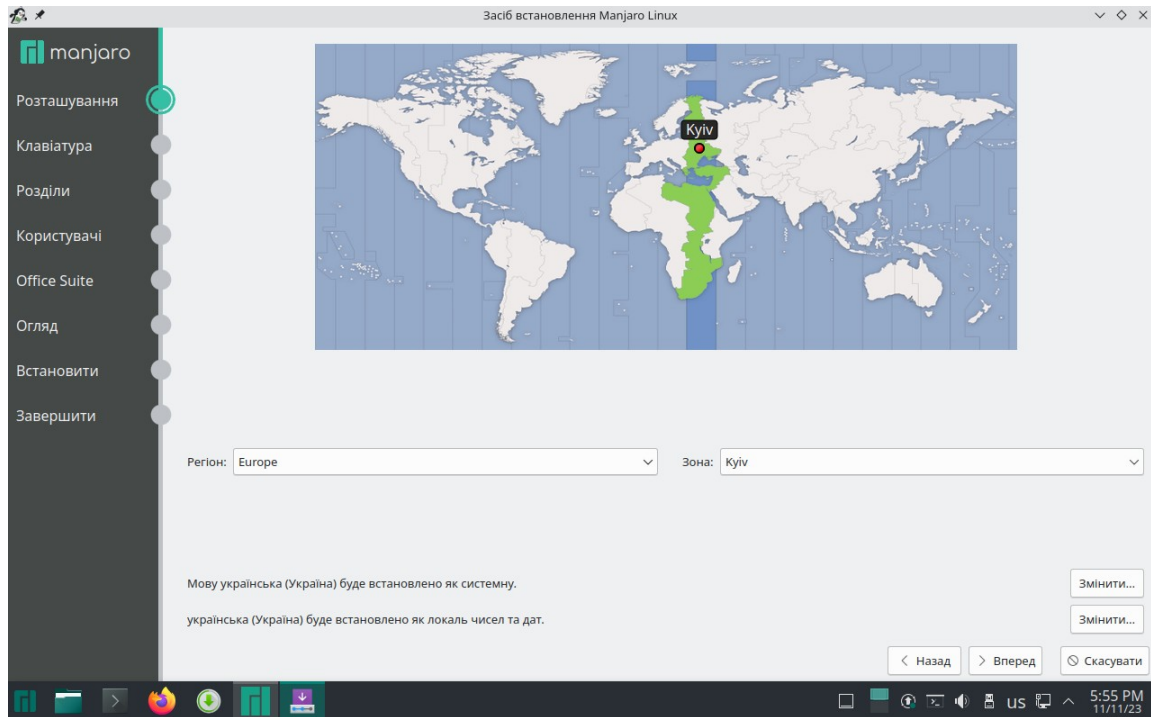 Засіб встановлення Manjaro Linux
manjaro
Розташування
Клавіатура
Розділи
Користувачі
Office Suite
Огляд
Встановити
Завершити
Kyiv
Регіон: Europe Зона: Kyiv
Мову українська (Україна) буде встановлено як системну. Змінити...
українська (Україна) буде встановлено як локаль чисел та дат. Змінити...
Назад Вперед Скасувати
us 5:55 PM
11/11/23